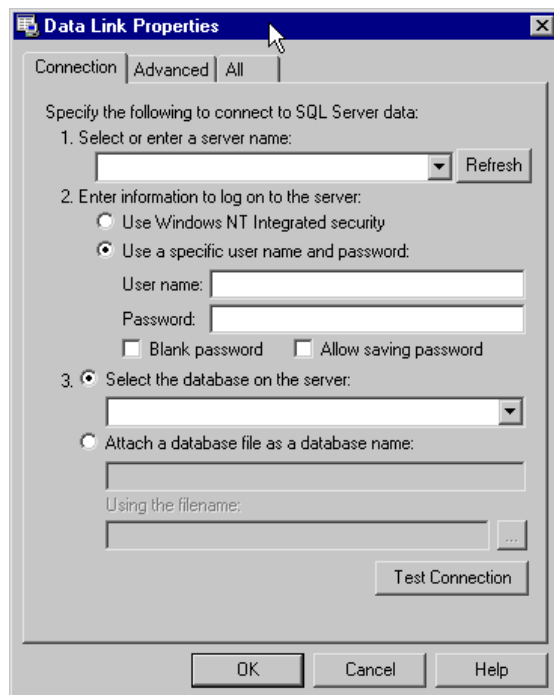 Data Link Properties
Connection Advanced All
Specify the following to connect to SQL Server data:
1. Select or enter a server name:
Refresh
2. Enter information to log on to the server:
Use Windows NT Integrated security
Use a specific user name and password:
User name:
Password:
Blank password Allow saving password
3. Select the database on the server:
Attach a database file as a database name:
Using the filename:
...
Test Connection
OK Cancel Help